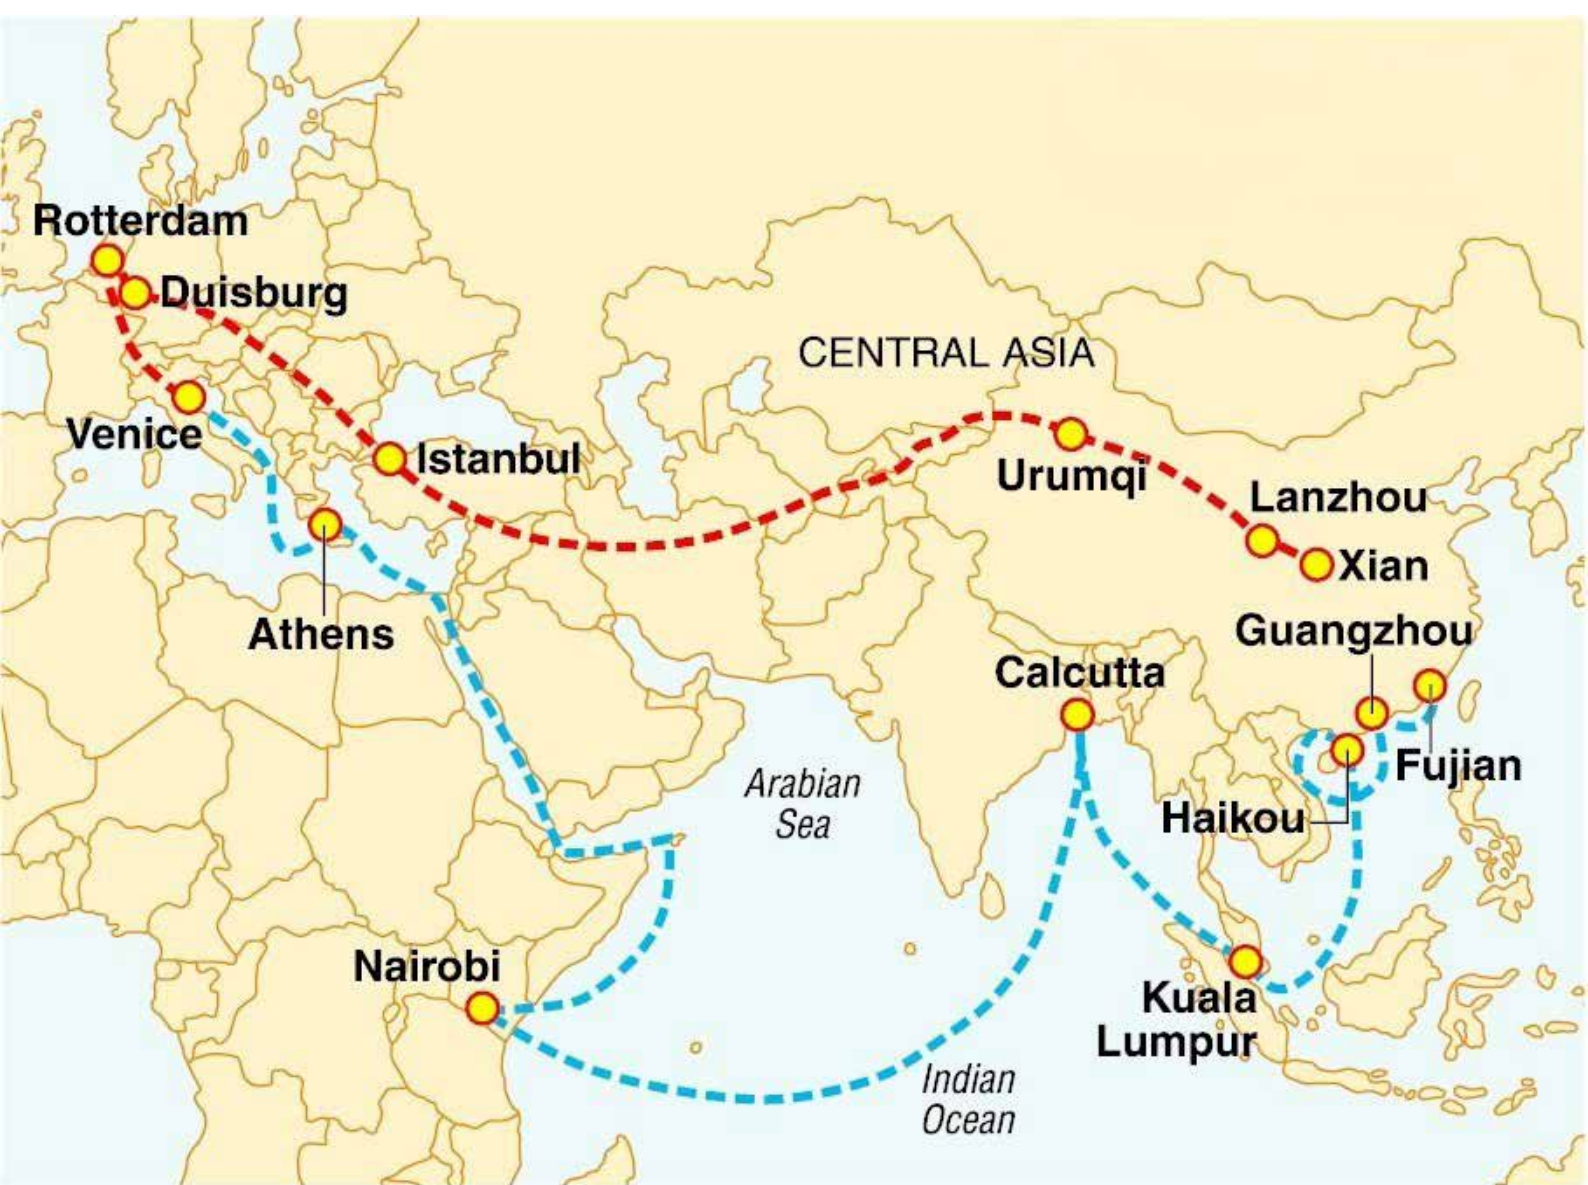 Rotterdam
Duisburg
CENTRAL ASIA
Venice
Istanbul
Urumqi
Lanzhou
Xian
Athens
Guangzhou
Calcutta
Arabian
Sea
Fujian
Haikou
Nairobi
Kuala
Lumpur
Indian
Ocean